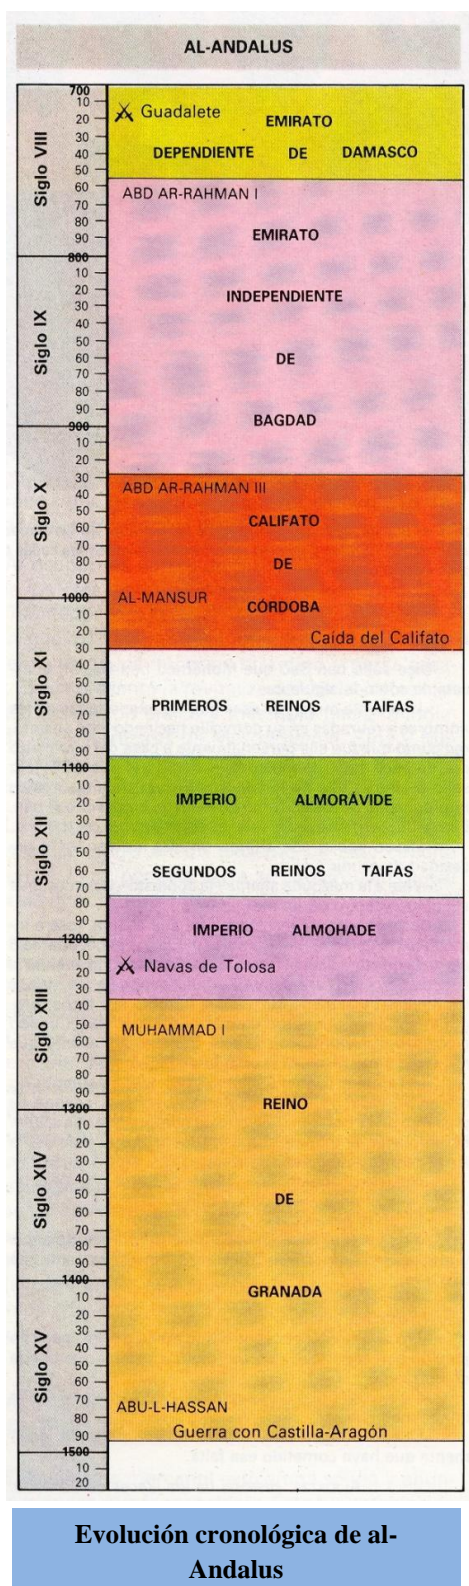 AL-ANDALUS
700
10
20
30
40
50
60
70
80
90
800
10
20
30
40
50
60
70
80
90
900
10
20
30
40
50
60
70
80
90
1000
10
20
30
40
50
60
70
80
90
1100
10
20
30
40
50
60
70
80
90
1200
10
20
30
40
50
60
70
80
90
1300
10
20
30
40
50
60
70
80
90
1400
10
20
30
40
50
60
70
80
90
1500
10
20
Siglo VIII
Siglo IX
Siglo X
Siglo XI
Siglo XII
Siglo XIII
Siglo XIV
Siglo XV
Guadalete
EMIRATO
DEPENDIENTE DE DAMASCO
ABD AR-RAHMAN I
EMIRATO
INDEPENDIENTE
DE
BAGDAD
ABD AR-RAHMAN III
CALIFATO
DE
AL-MANSUR
CÓRDOBA
Caída del Califato
PRIMEROS REINOS TAIFAS
IMPERIO ALMORÁVIDE
SEGUNDOS REINOS TAIFAS
IMPERIO ALMOHADE
Navas de Tolosa
MUHAMMAD I
REINO
DE
GRANADA
ABU-L-HASSAN
Guerra con Castilla-Aragón
Evolución cronológica de al-
Andalus